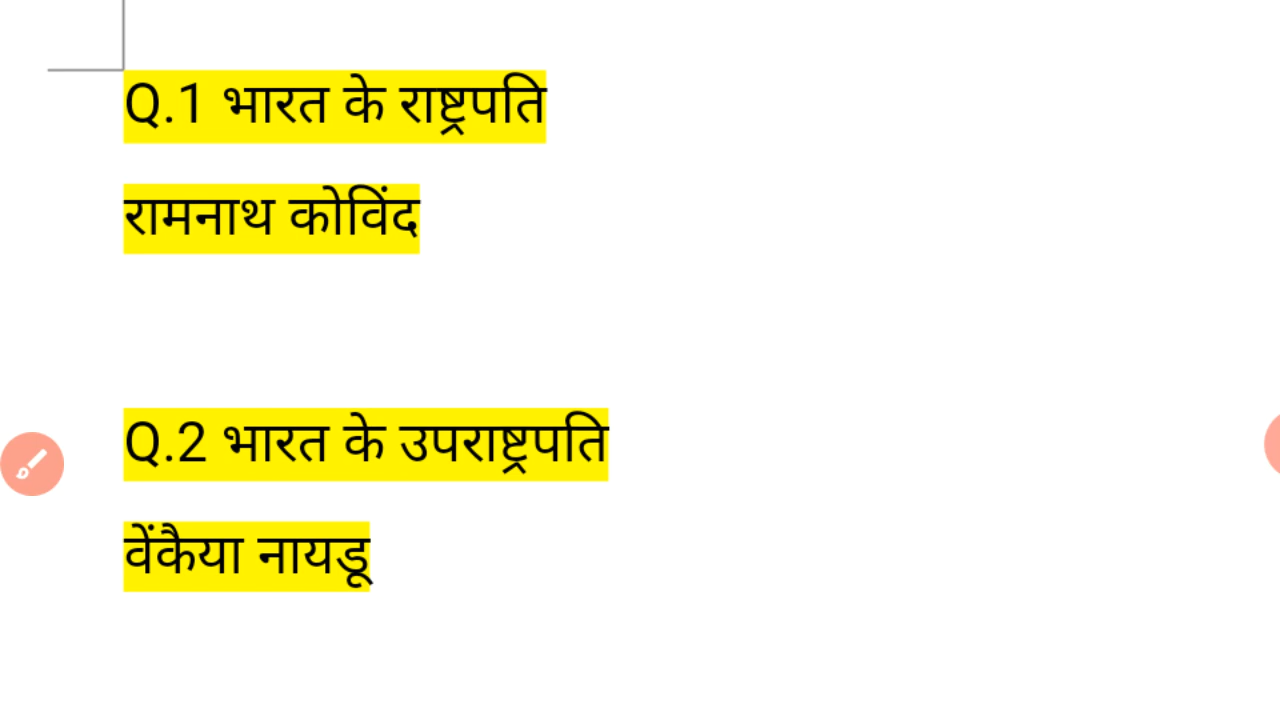 Q.1 भारत के राष्ट्रपति
रामनाथ कोविंद
Q.2 भारत के उपराष्ट्रपति
वेंकैया नायडू